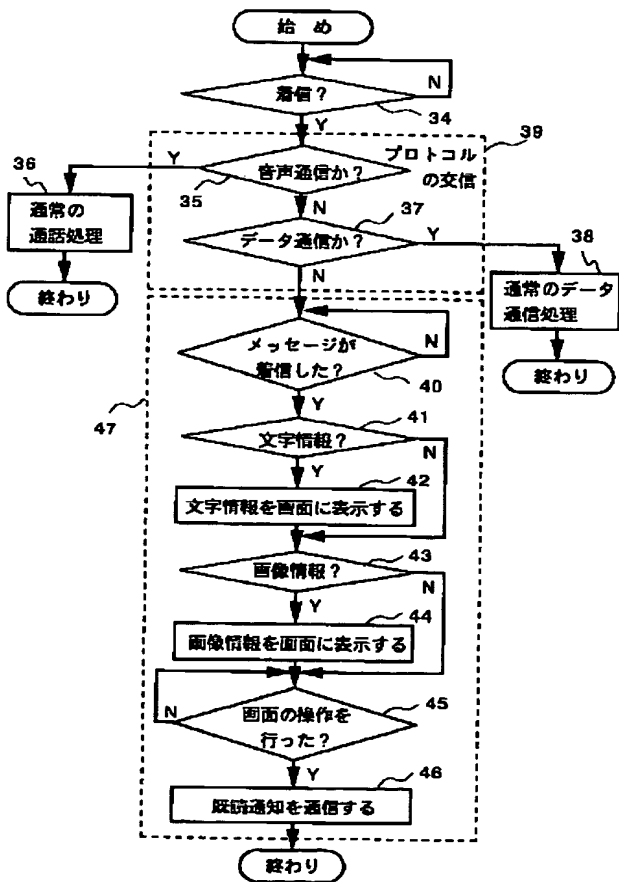 始め
N
着信?
34
Y
39
プロトコル
の交信
Y
36
音声通信か?
35
通常の
通話処理
N
37
データ通信か?
Y
38
終わり
N
通常のデータ
通信処理
メッセージが
着信した?
N
40
終わり
47
Y
41
文字情報?
N
Y
42
文字情報を画面に表示する
43
画像情報?
N
Y
44
画像情報を画面に表示する
N
画面の操作を
行った?
45
Y
46
既読通知を通信する
終わり